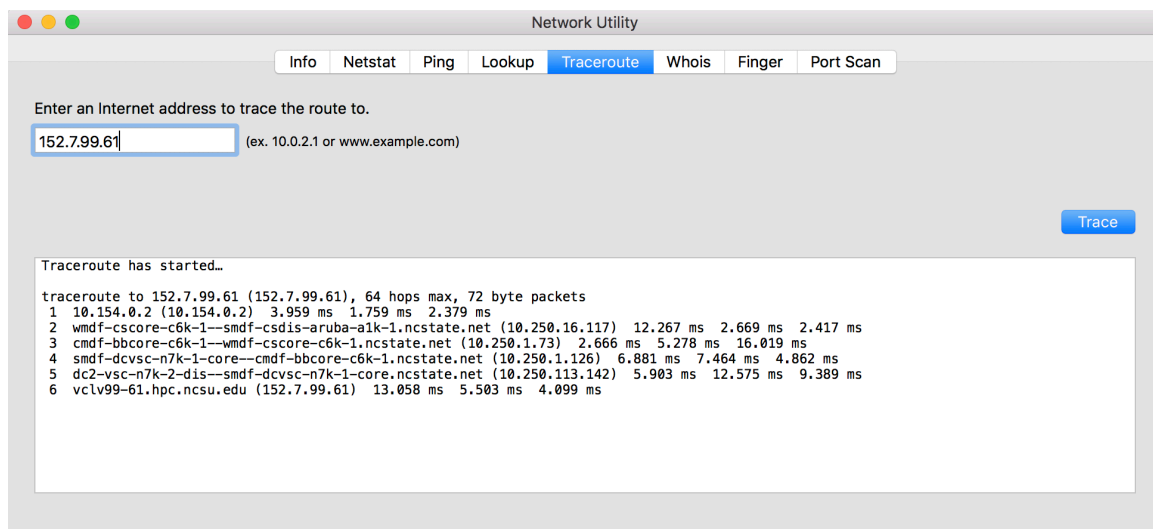 Network Utility
Info Netstat Ping Lookup Traceroute Whois Finger Port Scan
Enter an Internet address to trace the route to.
152.7.99.61 (ex. 10.0.2.1 or www.example.com)
Trace
Traceroute has started…
traceroute to 152.7.99.61 (152.7.99.61), 64 hops max, 72 byte packets
1 10.154.0.2 (10.154.0.2) 3.959 ms 1.759 ms 2.379 ms
2 wmdf-cscore-c6k-1--smdf-csdis-aruba-a1k-1.ncstate.net (10.250.16.117) 12.267 ms 2.669 ms 2.417 ms
3 cmdf-bbcore-c6k-1--wmdf-cscore-c6k-1.ncstate.net (10.250.1.73) 2.666 ms 5.278 ms 16.019 ms
4 smdf-dcvsc-n7k-1-core--cmdf-bbcore-c6k-1.ncstate.net (10.250.1.126) 6.881 ms 7.464 ms 4.862 ms
5 dc2-vsc-n7k-2-dis--smdf-dcvsc-n7k-1-core.ncstate.net (10.250.113.142) 5.903 ms 12.575 ms 9.389 ms
6 vclv99-61.hpc.ncsu.edu (152.7.99.61) 13.058 ms 5.503 ms 4.099 ms